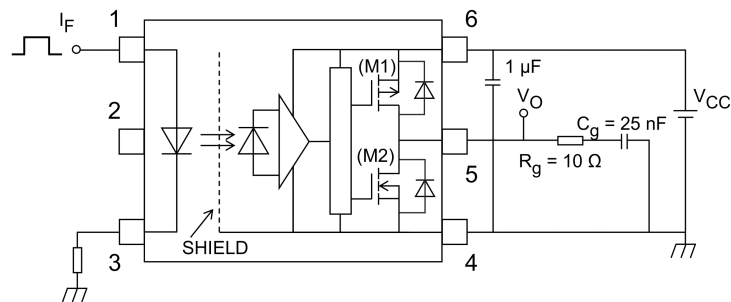 I_F
1
6
(M1)
1 µF
V_O
V_CC
2
C_g = 25 nF
(M2)
5
R_g = 10 Ω
3
SHIELD
4